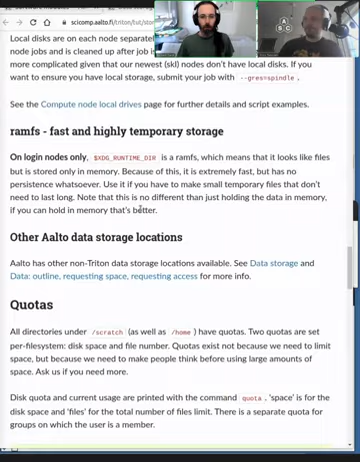 scicomp.aalto.fi/triton/tut/stor
Local disks are on each node separate
node jobs and is cleaned up after job is
more complicated given that our newest (skl) nodes don't have local disks. If you
want to ensure you have local storage, submit your job with --gres=spindle .
See the Compute node local drives page for further details and script examples.
ramfs - fast and highly temporary storage
On login nodes only, $XDG_RUNTIME_DIR is a ramfs, which means that it looks like files
but is stored only in memory. Because of this, it is extremely fast, but has no
persistence whatsoever. Use it if you have to make small temporary files that don't
need to last long. Note that this is no different than just holding the data in memory,
if you can hold in memory that's better.
Other Aalto data storage locations
Aalto has other non-Triton data storage locations available. See Data storage and
Data: outline, requesting space, requesting access for more info.
Quotas
All directories under /scratch (as well as /home ) have quotas. Two quotas are set
per-filesystem: disk space and file number. Quotas exist not because we need to limit
space, but because we need to make people think before using large amounts of
space. Ask us if you need more.
Disk quota and current usage are printed with the command quota . 'space' is for the
disk space and 'files' for the total number of files limit. There is a separate quota for
groups on which the user is a member.